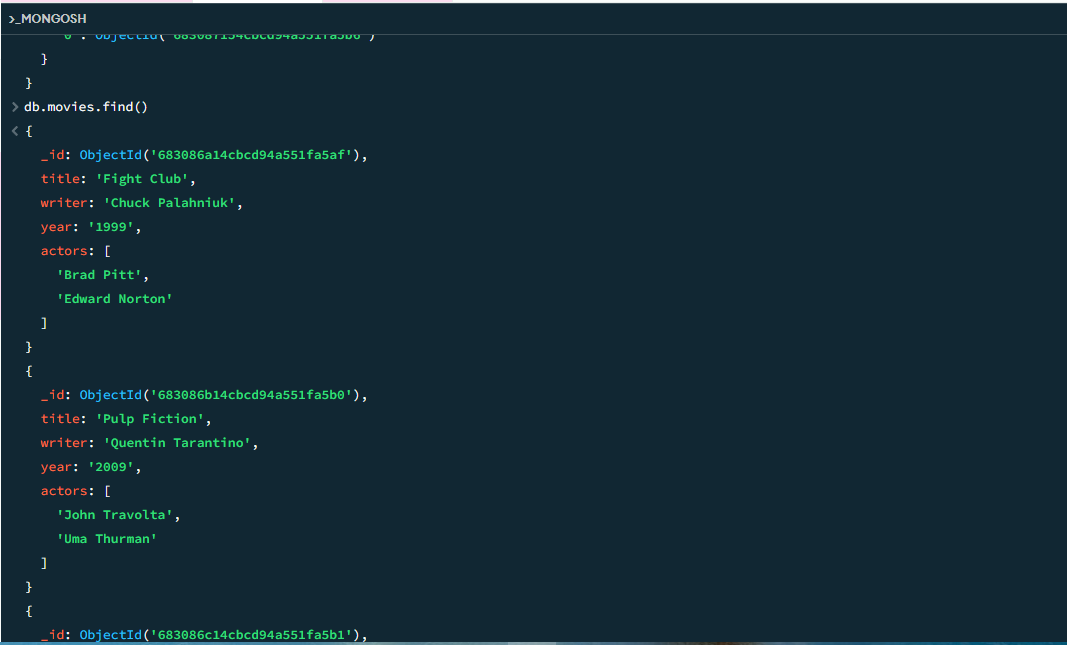 >_MONGOSH
}
}
> db.movies.find()
< {
_id: ObjectId('683086a14cbcd94a551fa5af'),
title: 'Fight Club',
writer: 'Chuck Palahniuk',
year: '1999',
actors: [
'Brad Pitt',
'Edward Norton'
]
}
{
_id: ObjectId('683086b14cbcd94a551fa5b0'),
title: 'Pulp Fiction',
writer: 'Quentin Tarantino',
year: '2009',
actors: [
'John Travolta',
'Uma Thurman'
]
}
{
_id: ObjectId('683086c14cbcd94a551fa5b1'),